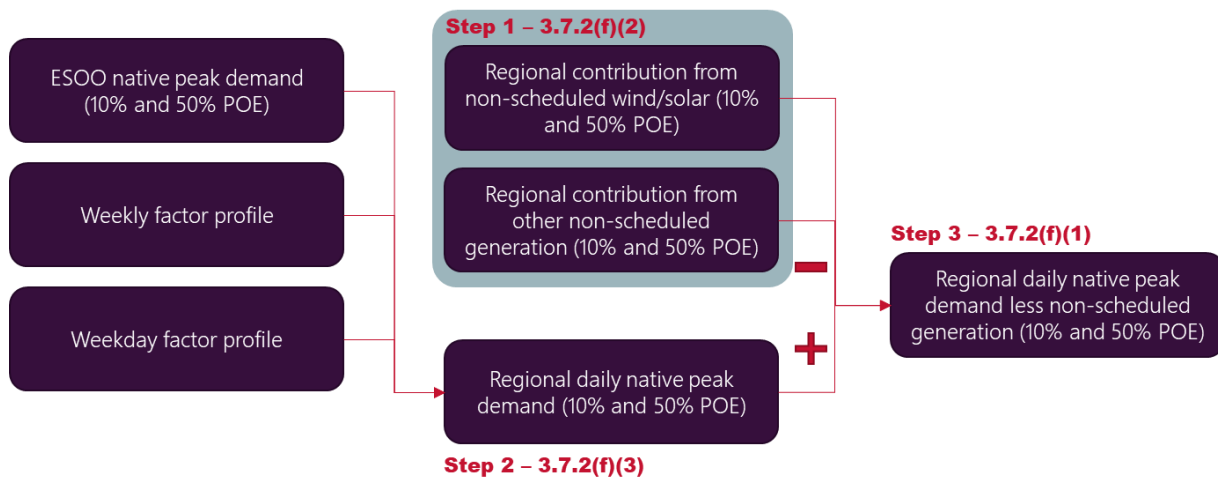 Step 1 – 3.7.2(f)(2)
ESOO native peak demand
(10% and 50% POE)
Weekly factor profile
Weekday factor profile
Regional contribution from
non-scheduled wind/solar (10%
and 50% POE)
Regional contribution from
other non-scheduled
generation (10% and 50% POE)
Regional daily native peak
demand (10% and 50% POE)
Step 2 – 3.7.2(f)(3)
Step 3 – 3.7.2(f)(1)
Regional daily native peak
demand less non-scheduled
generation (10% and 50% POE)